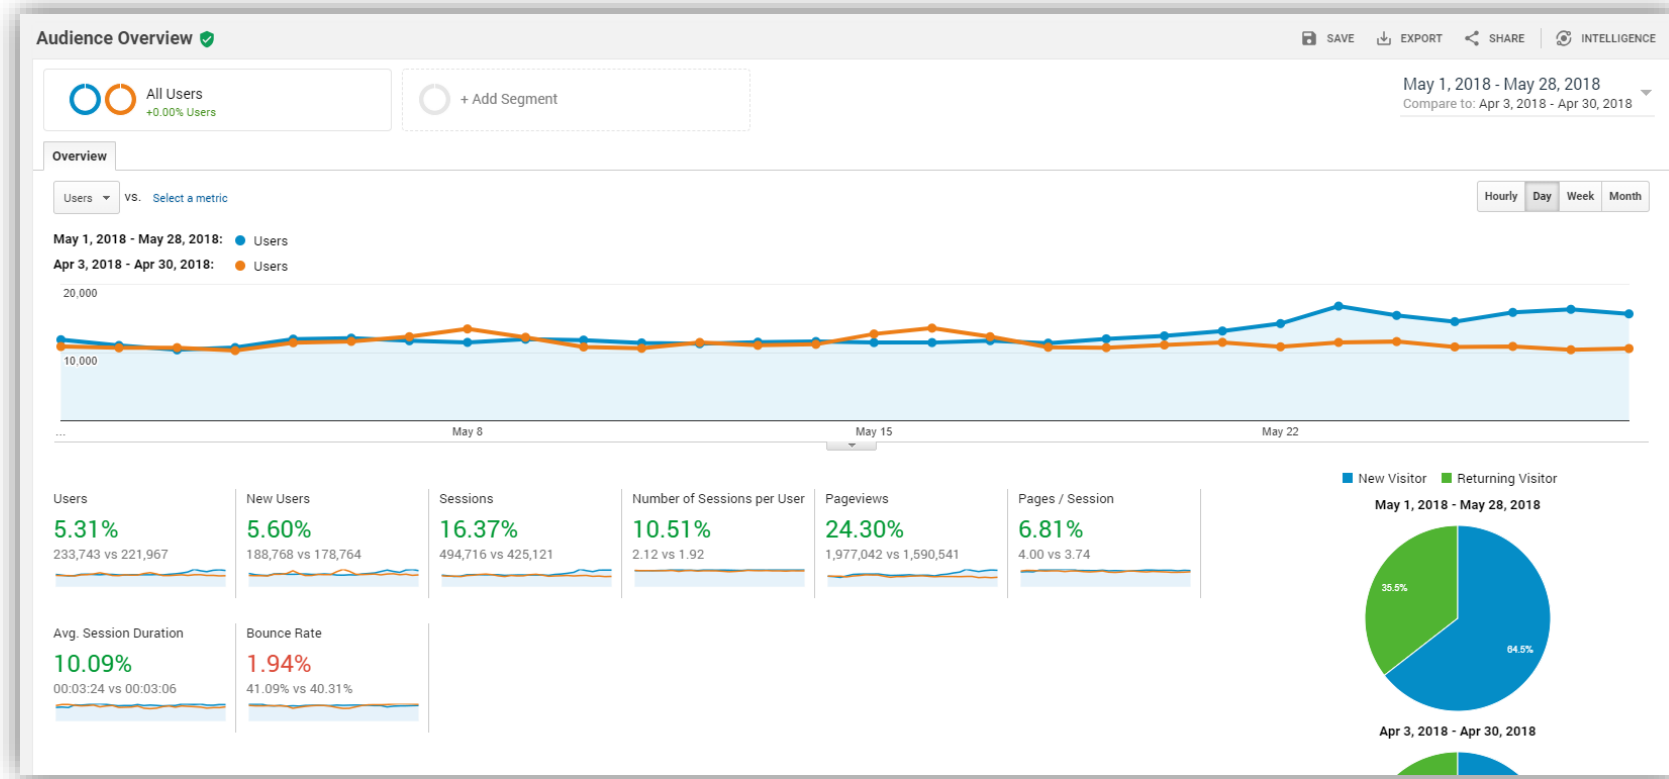 Audience Overview
SAVE EXPORT SHARE INTELLIGENCE
All Users
+0.00% Users
+ Add Segment
May 1, 2018 - May 28, 2018
Compare to: Apr 3, 2018 - Apr 30, 2018
Overview
Users VS. Select a metric
Hourly Day Week Month
May 1, 2018 - May 28, 2018: Users
Apr 3, 2018 - Apr 30, 2018: Users
20,000
10,000
... May 8 May 15 May 22
New Visitor Returning Visitor
May 1, 2018 - May 28, 2018
35.5%
64.5%
Apr 3, 2018 - Apr 30, 2018
Users
5.31%
233,743 vs 221,967
New Users
5.60%
188,768 vs 178,764
Sessions
16.37%
494,716 vs 425,121
Number of Sessions per User
10.51%
2.12 vs 1.92
Pageviews
24.30%
1,977,042 vs 1,590,541
Pages / Session
6.81%
4.00 vs 3.74
Avg. Session Duration
10.09%
00:03:24 vs 00:03:06
Bounce Rate
1.94%
41.09% vs 40.31%